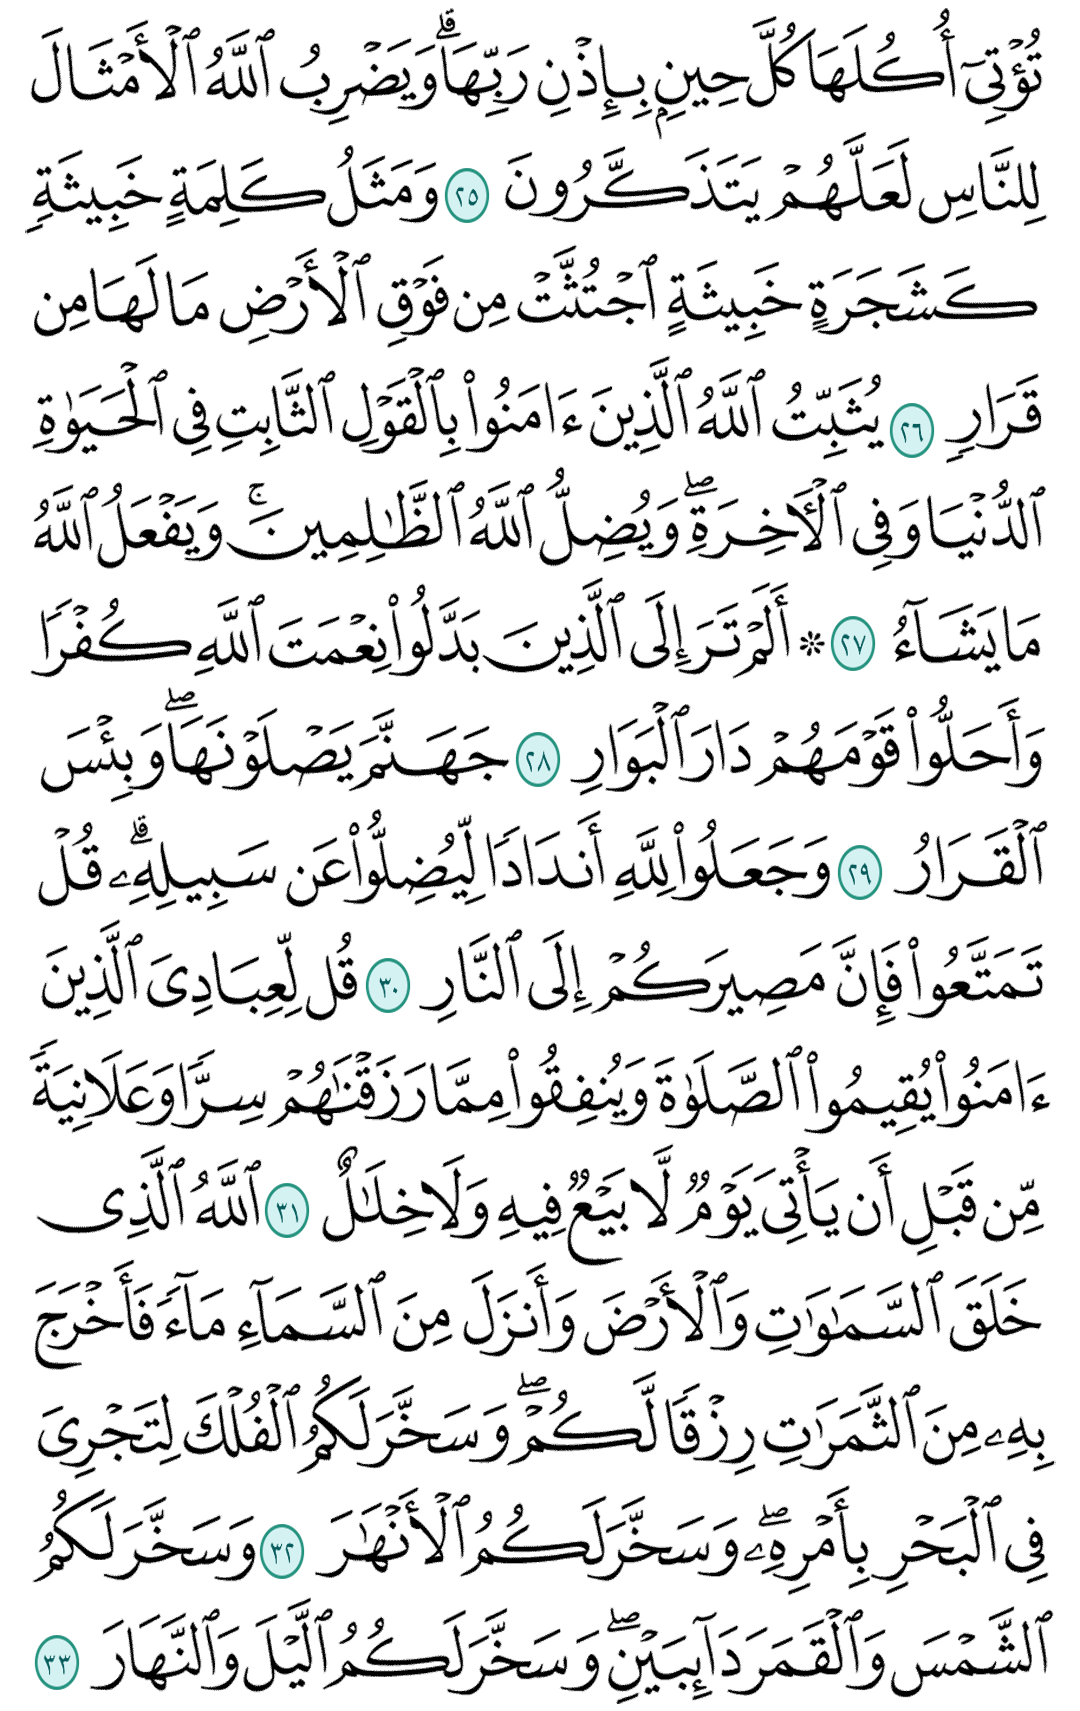 تُؤۡتِيٓ أُكُلَهَا كُلَّ حِينِۭ بِإِذۡنِ رَبِّهَاۗ وَيَضۡرِبُ ٱللَّهُ ٱلۡأَمۡثَالَ
لِلنَّاسِ لَعَلَّهُمۡ يَتَذَكَّرُونَ ٢٥ وَمَثَلُ كَلِمَةٍ خَبِيثَةٖ
كَشَجَرَةٍ خَبِيثَةٍ ٱجۡتُثَّتۡ مِن فَوۡقِ ٱلۡأَرۡضِ مَا لَهَا مِن
قَرَارٖ ٢٦ يُثَبِّتُ ٱللَّهُ ٱلَّذِينَ ءَامَنُواْ بِٱلۡقَوۡلِ ٱلثَّابِتِ فِي ٱلۡحَيَوٰةِ
ٱلدُّنۡيَا وَفِي ٱلۡأٓخِرَةِۖ وَيُضِلُّ ٱللَّهُ ٱلظَّٰلِمِينَۚ وَيَفۡعَلُ ٱللَّهُ
مَا يَشَآءُ ٢٧ ۞ أَلَمۡ تَرَ إِلَى ٱلَّذِينَ بَدَّلُواْ نِعۡمَتَ ٱللَّهِ كُفۡرٗا
وَأَحَلُّواْ قَوۡمَهُمۡ دَارَ ٱلۡبَوَارِ ٢٨ جَهَنَّمَ يَصۡلَوۡنَهَاۖ وَبِئۡسَ
ٱلۡقَرَارُ ٢٩ وَجَعَلُواْ لِلَّهِ أَندَادٗا لِّيُضِلُّواْ عَن سَبِيلِهِۦۗ قُلۡ
تَمَتَّعُواْ فَإِنَّ مَصِيرَكُمۡ إِلَى ٱلنَّارِ ٣٠ قُل لِّعِبَادِيَ ٱلَّذِينَ
ءَامَنُواْ يُقِيمُواْ ٱلصَّلَوٰةَ وَيُنفِقُواْ مِمَّا رَزَقۡنَٰهُمۡ سِرّٗا وَعَلَانِيَةٗ
مِّن قَبۡلِ أَن يَأۡتِيَ يَوۡمٞ لَّا بَيۡعٞ فِيهِ وَلَا خِلَٰلٌ ٣١ ٱللَّهُ ٱلَّذِي
خَلَقَ ٱلسَّمَٰوَٰتِ وَٱلۡأَرۡضَ وَأَنزَلَ مِنَ ٱلسَّمَآءِ مَآءٗ فَأَخۡرَجَ
بِهِۦ مِنَ ٱلثَّمَرَٰتِ رِزۡقٗا لَّكُمۡۖ وَسَخَّرَ لَكُمُ ٱلۡفُلۡكَ لِتَجۡرِيَ
فِي ٱلۡبَحۡرِ بِأَمۡرِهِۦۖ وَسَخَّرَ لَكُمُ ٱلۡأَنۡهَٰرَ ٣٢ وَسَخَّرَ لَكُمُ
ٱلشَّمۡسَ وَٱلۡقَمَرَ دَآئِبَيۡنِۖ وَسَخَّرَ لَكُمُ ٱلَّيۡلَ وَٱلنَّهَارَ ٣٣